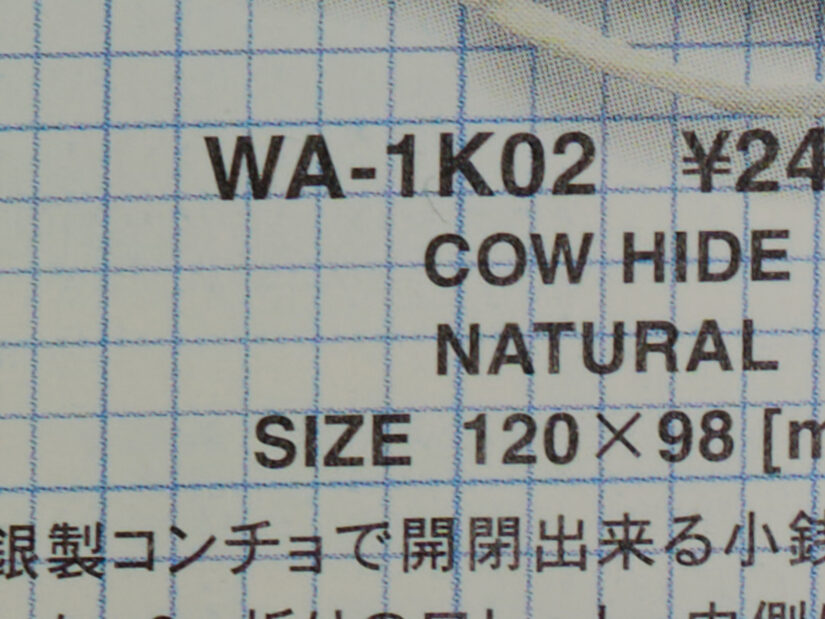 WA-1K02 ¥24
COW HIDE
NATURAL
SIZE 120×98 [m
銀製コンチョで開閉出来る小銭